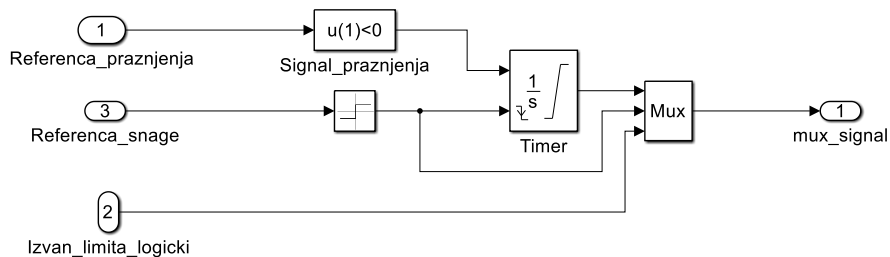 1
Referenca_praznjenja
u(1)<0
Signal_praznjenja
3
Referenca_snage
1
s
Timer
Mux
1
mux_signal
2
Izvan_limita_logicki